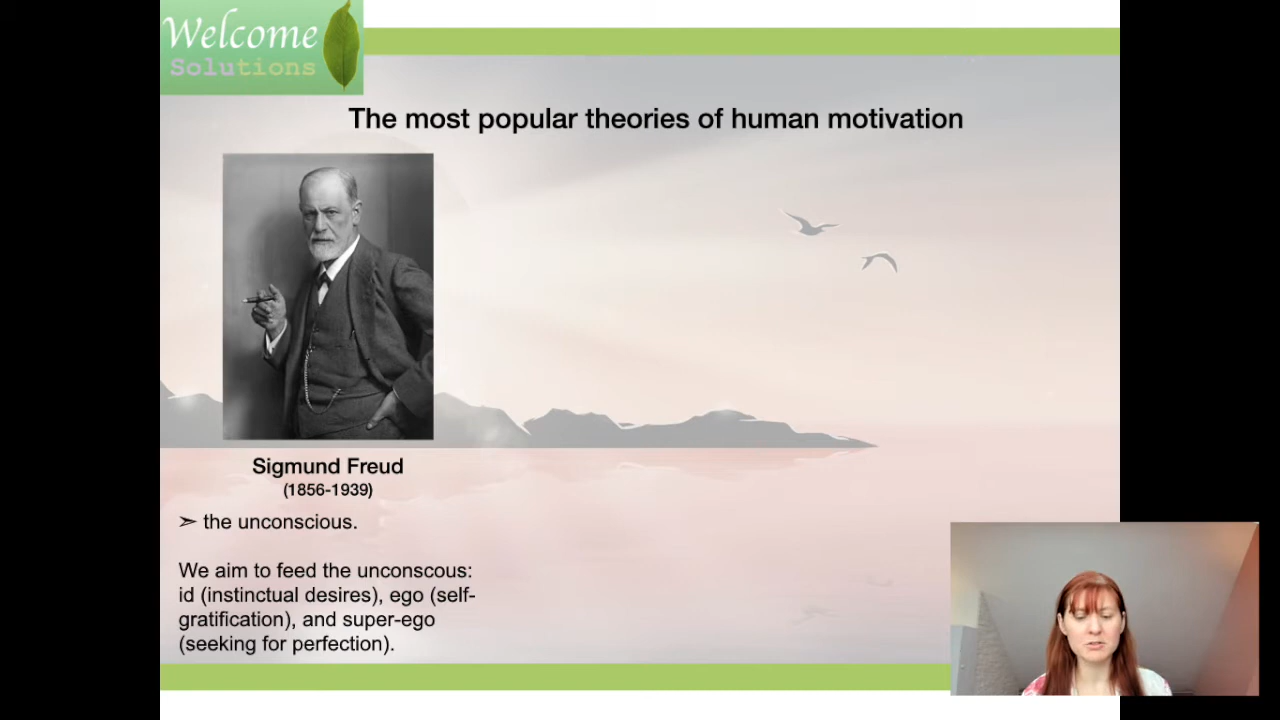 Welcome
Solutions
The most popular theories of human motivation
Sigmund Freud
(1856-1939)
➣ the unconscious.
We aim to feed the unconscous:
id (instinctual desires), ego (self-
gratification), and super-ego
(seeking for perfection).